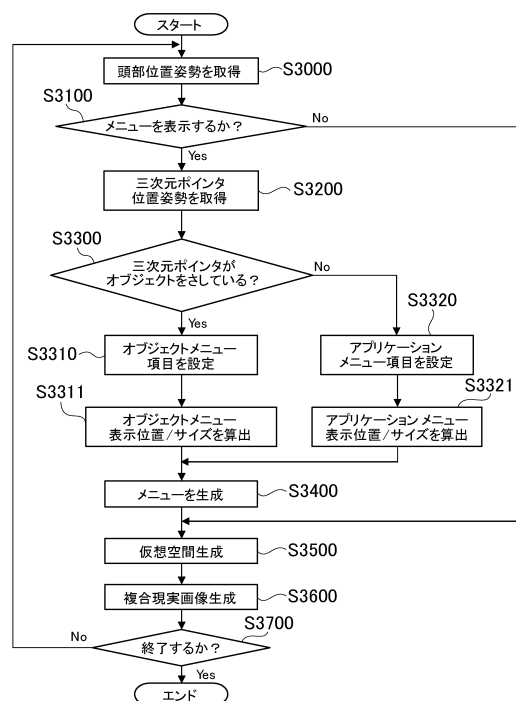 スタート
頭部位置姿勢を取得
S3000
S3100
メニューを表示するか？
No
Yes
三次元ポインタ
位置姿勢を取得
S3200
S3300
三次元ポインタが
オブジェクトをさしている？
No
Yes
S3320
S3310
オブジェクトメニュー
項目を設定
アプリケーション
メニュー項目を設定
S3311
S3321
オブジェクトメニュー
表示位置/サイズを算出
アプリケーション メニュー
表示位置/サイズを算出
メニューを生成
S3400
仮想空間生成
S3500
複合現実画像生成
S3600
S3700
No
終了するか？
Yes
エンド